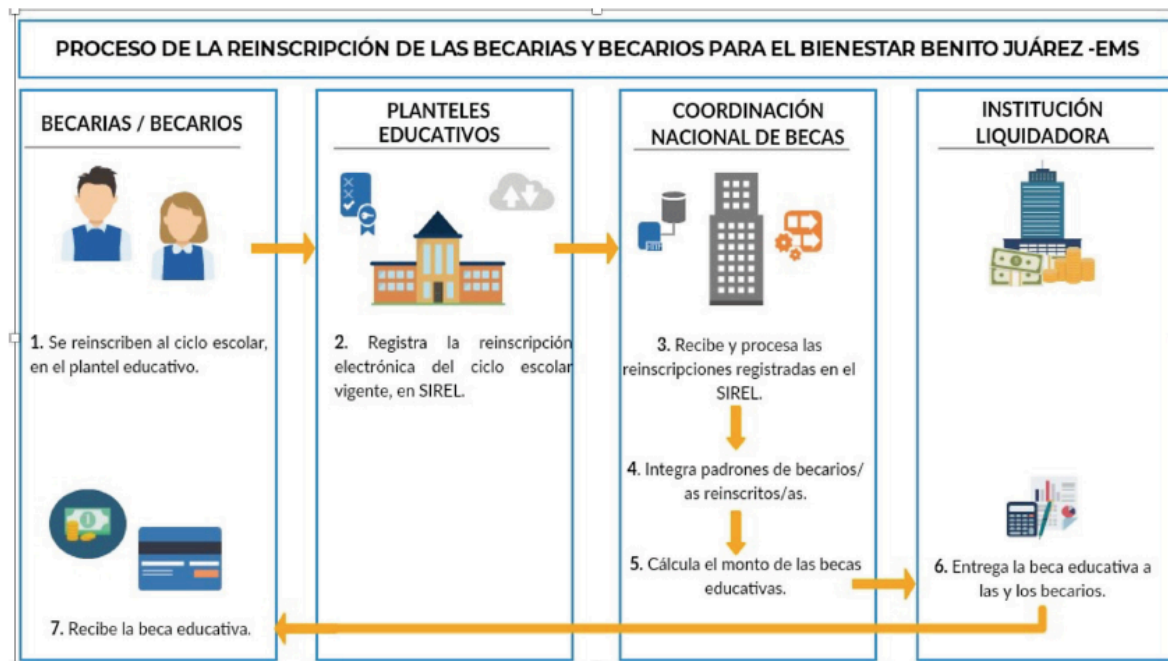 PROCESO DE LA REINSCRIPCIÓN DE LAS BECARIAS Y BECARIOS PARA EL BIENESTAR BENITO JUÁREZ -EMS
BECARIAS / BECARIOS
1. Se reinscriben al ciclo escolar,
en el plantel educativo.
7. Recibe la beca educativa.
PLANTELES
EDUCATIVOS
2. Registra la reinscripción
electrónica del ciclo escolar
vigente, en SIREL.
COORDINACIÓN
NACIONAL DE BECAS
3. Recibe y procesa las
reinscripciones registradas en el
SIREL.
4. Integra padrones de becarios/
as reinscritos/as.
5. Cálcula el monto de las becas
educativas.
INSTITUCIÓN
LIQUIDADORA
6. Entrega la beca educativa a
las y los becarios.